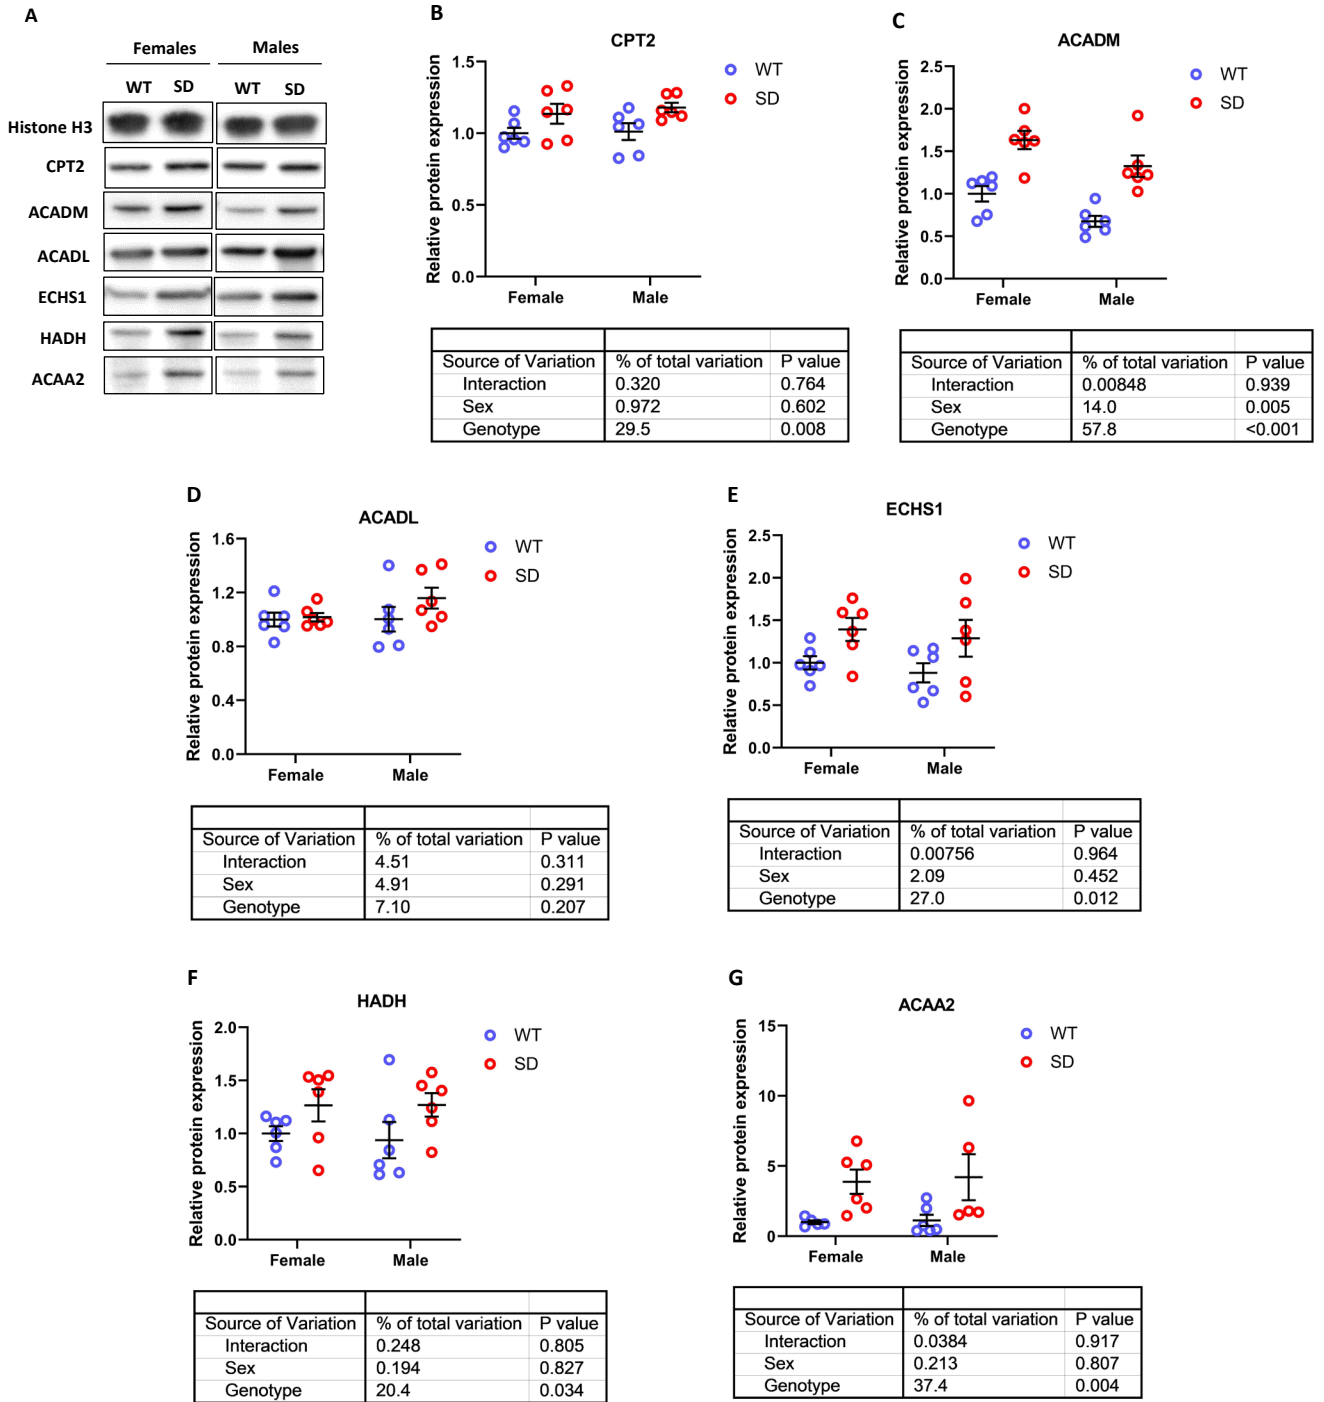 A
Females Males
WT SD WT SD
Histone H3
CPT2
ACADM
ACADL
ECHS1
HADH
ACAA2
B
CPT2
Relative protein expression
1.5
1.0
0.5
0.0
Female Male
WT
SD
Source of Variation % of total variation P value
Interaction 0.320 0.764
Sex 0.972 0.602
Genotype 29.5 0.008
C
ACADM
Relative protein expression
2.5
2.0
1.5
1.0
0.5
0.0
Female Male
WT
SD
Source of Variation % of total variation P value
Interaction 0.00848 0.939
Sex 14.0 0.005
Genotype 57.8 <0.001
D
ACADL
Relative protein expression
1.6
1.2
0.8
0.4
0.0
Female Male
WT
SD
Source of Variation % of total variation P value
Interaction 4.51 0.311
Sex 4.91 0.291
Genotype 7.10 0.207
E
ECHS1
Relative protein expression
2.5
2.0
1.5
1.0
0.5
0.0
Female Male
WT
SD
Source of Variation % of total variation P value
Interaction 0.00756 0.964
Sex 2.09 0.452
Genotype 27.0 0.012
F
HADH
Relative protein expression
2.0
1.5
1.0
0.5
0.0
Female Male
WT
SD
Source of Variation % of total variation P value
Interaction 0.248 0.805
Sex 0.194 0.827
Genotype 20.4 0.034
G
ACAA2
Relative protein expression
15
10
5
0
Female Male
WT
SD
Source of Variation % of total variation P value
Interaction 0.0384 0.917
Sex 0.213 0.807
Genotype 37.4 0.004